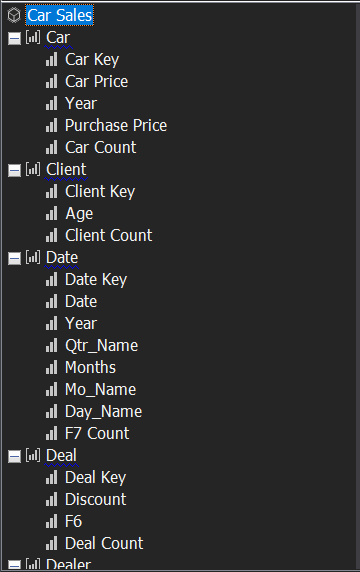 Car Sales
Car
Car Key
Car Price
Year
Purchase Price
Car Count
Client
Client Key
Age
Client Count
Date
Date Key
Date
Year
Qtr_Name
Months
Mo_Name
Day_Name
F7 Count
Deal
Deal Key
Discount
F6
Deal Count
Dealer